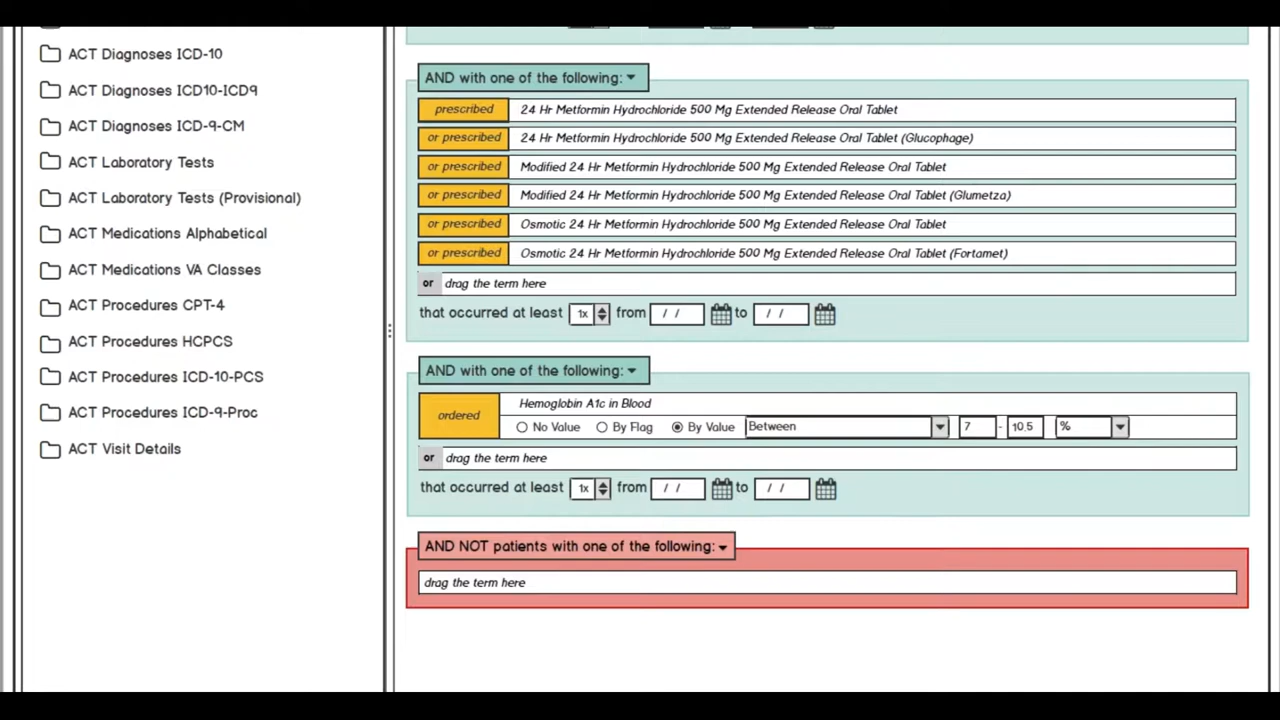 ACT Diagnoses ICD-10
ACT Diagnoses ICD10-ICD9
ACT Diagnoses ICD-9-CM
ACT Laboratory Tests
ACT Laboratory Tests (Provisional)
ACT Medications Alphabetical
ACT Medications VA Classes
ACT Procedures CPT-4
ACT Procedures HCPCS
ACT Procedures ICD-10-PCS
ACT Procedures ICD-9-Proc
ACT Visit Details
AND with one of the following:
prescribed 24 Hr Metformin Hydrochloride 500 Mg Extended Release Oral Tablet
or prescribed 24 Hr Metformin Hydrochloride 500 Mg Extended Release Oral Tablet (Glucophage)
or prescribed Modified 24 Hr Metformin Hydrochloride 500 Mg Extended Release Oral Tablet
or prescribed Modified 24 Hr Metformin Hydrochloride 500 Mg Extended Release Oral Tablet (Glumetza)
or prescribed Osmotic 24 Hr Metformin Hydrochloride 500 Mg Extended Release Oral Tablet
or prescribed Osmotic 24 Hr Metformin Hydrochloride 500 Mg Extended Release Oral Tablet (Fortamet)
or drag the term here
that occurred at least 1x from / / to / /
AND with one of the following:
ordered Hemoglobin A1c in Blood
No Value By Flag By Value Between 7 - 10.5 %
or drag the term here
that occurred at least 1x from / / to / /
AND NOT patients with one of the following:
drag the term here